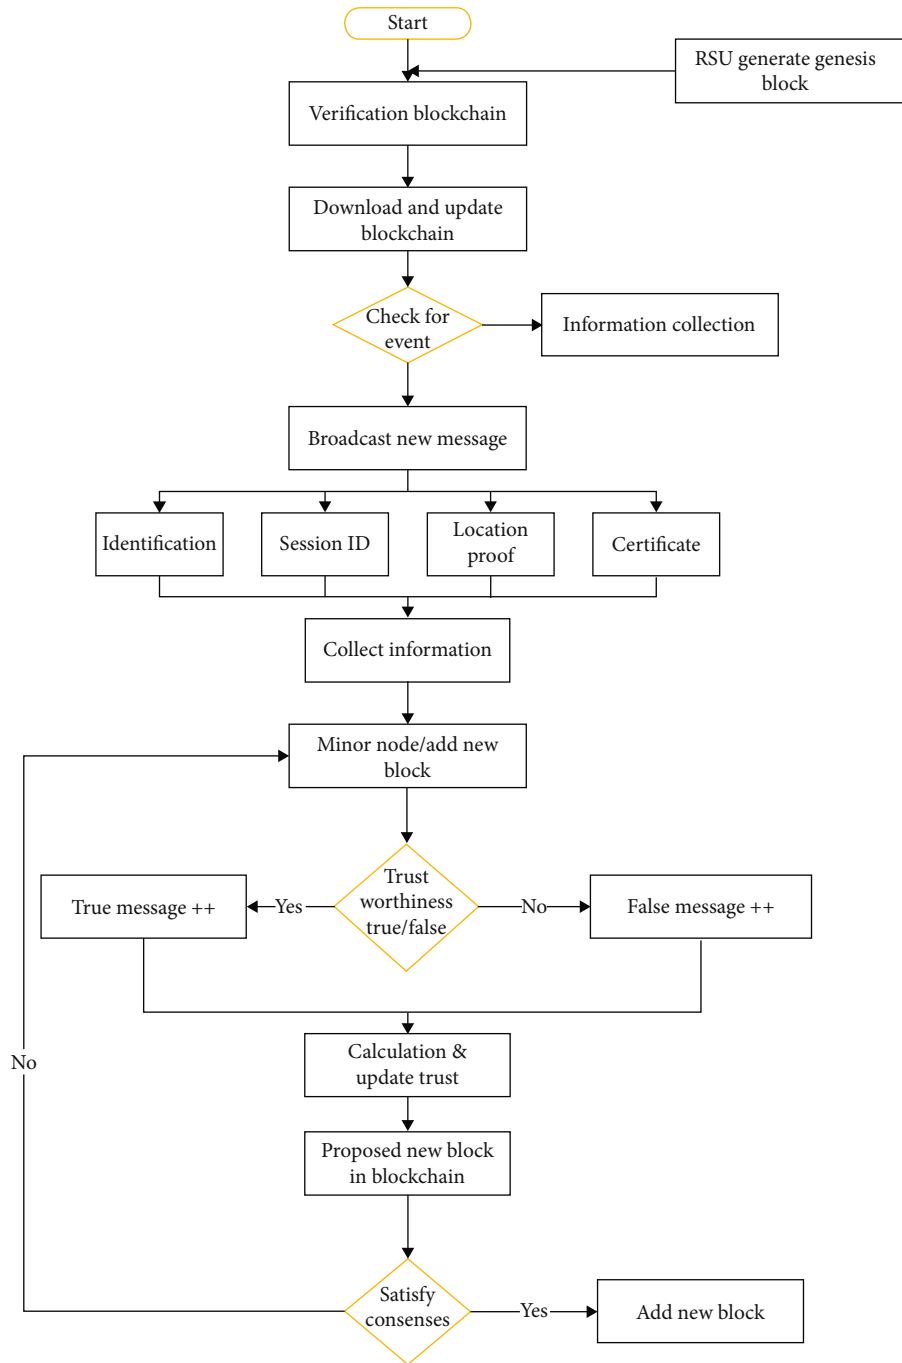 Start
RSU generate genesis
block
Verification blockchain
Download and update
blockchain
Check for
event
Information collection
Broadcast new message
Identification
Session ID
Location
proof
Certificate
Collect information
Minor node/add new
block
Trust
worthiness
true/false
Yes
No
True message ++
False message ++
Calculation &
update trust
No
Proposed new block
in blockchain
Satisfy
consenses
Yes
Add new block